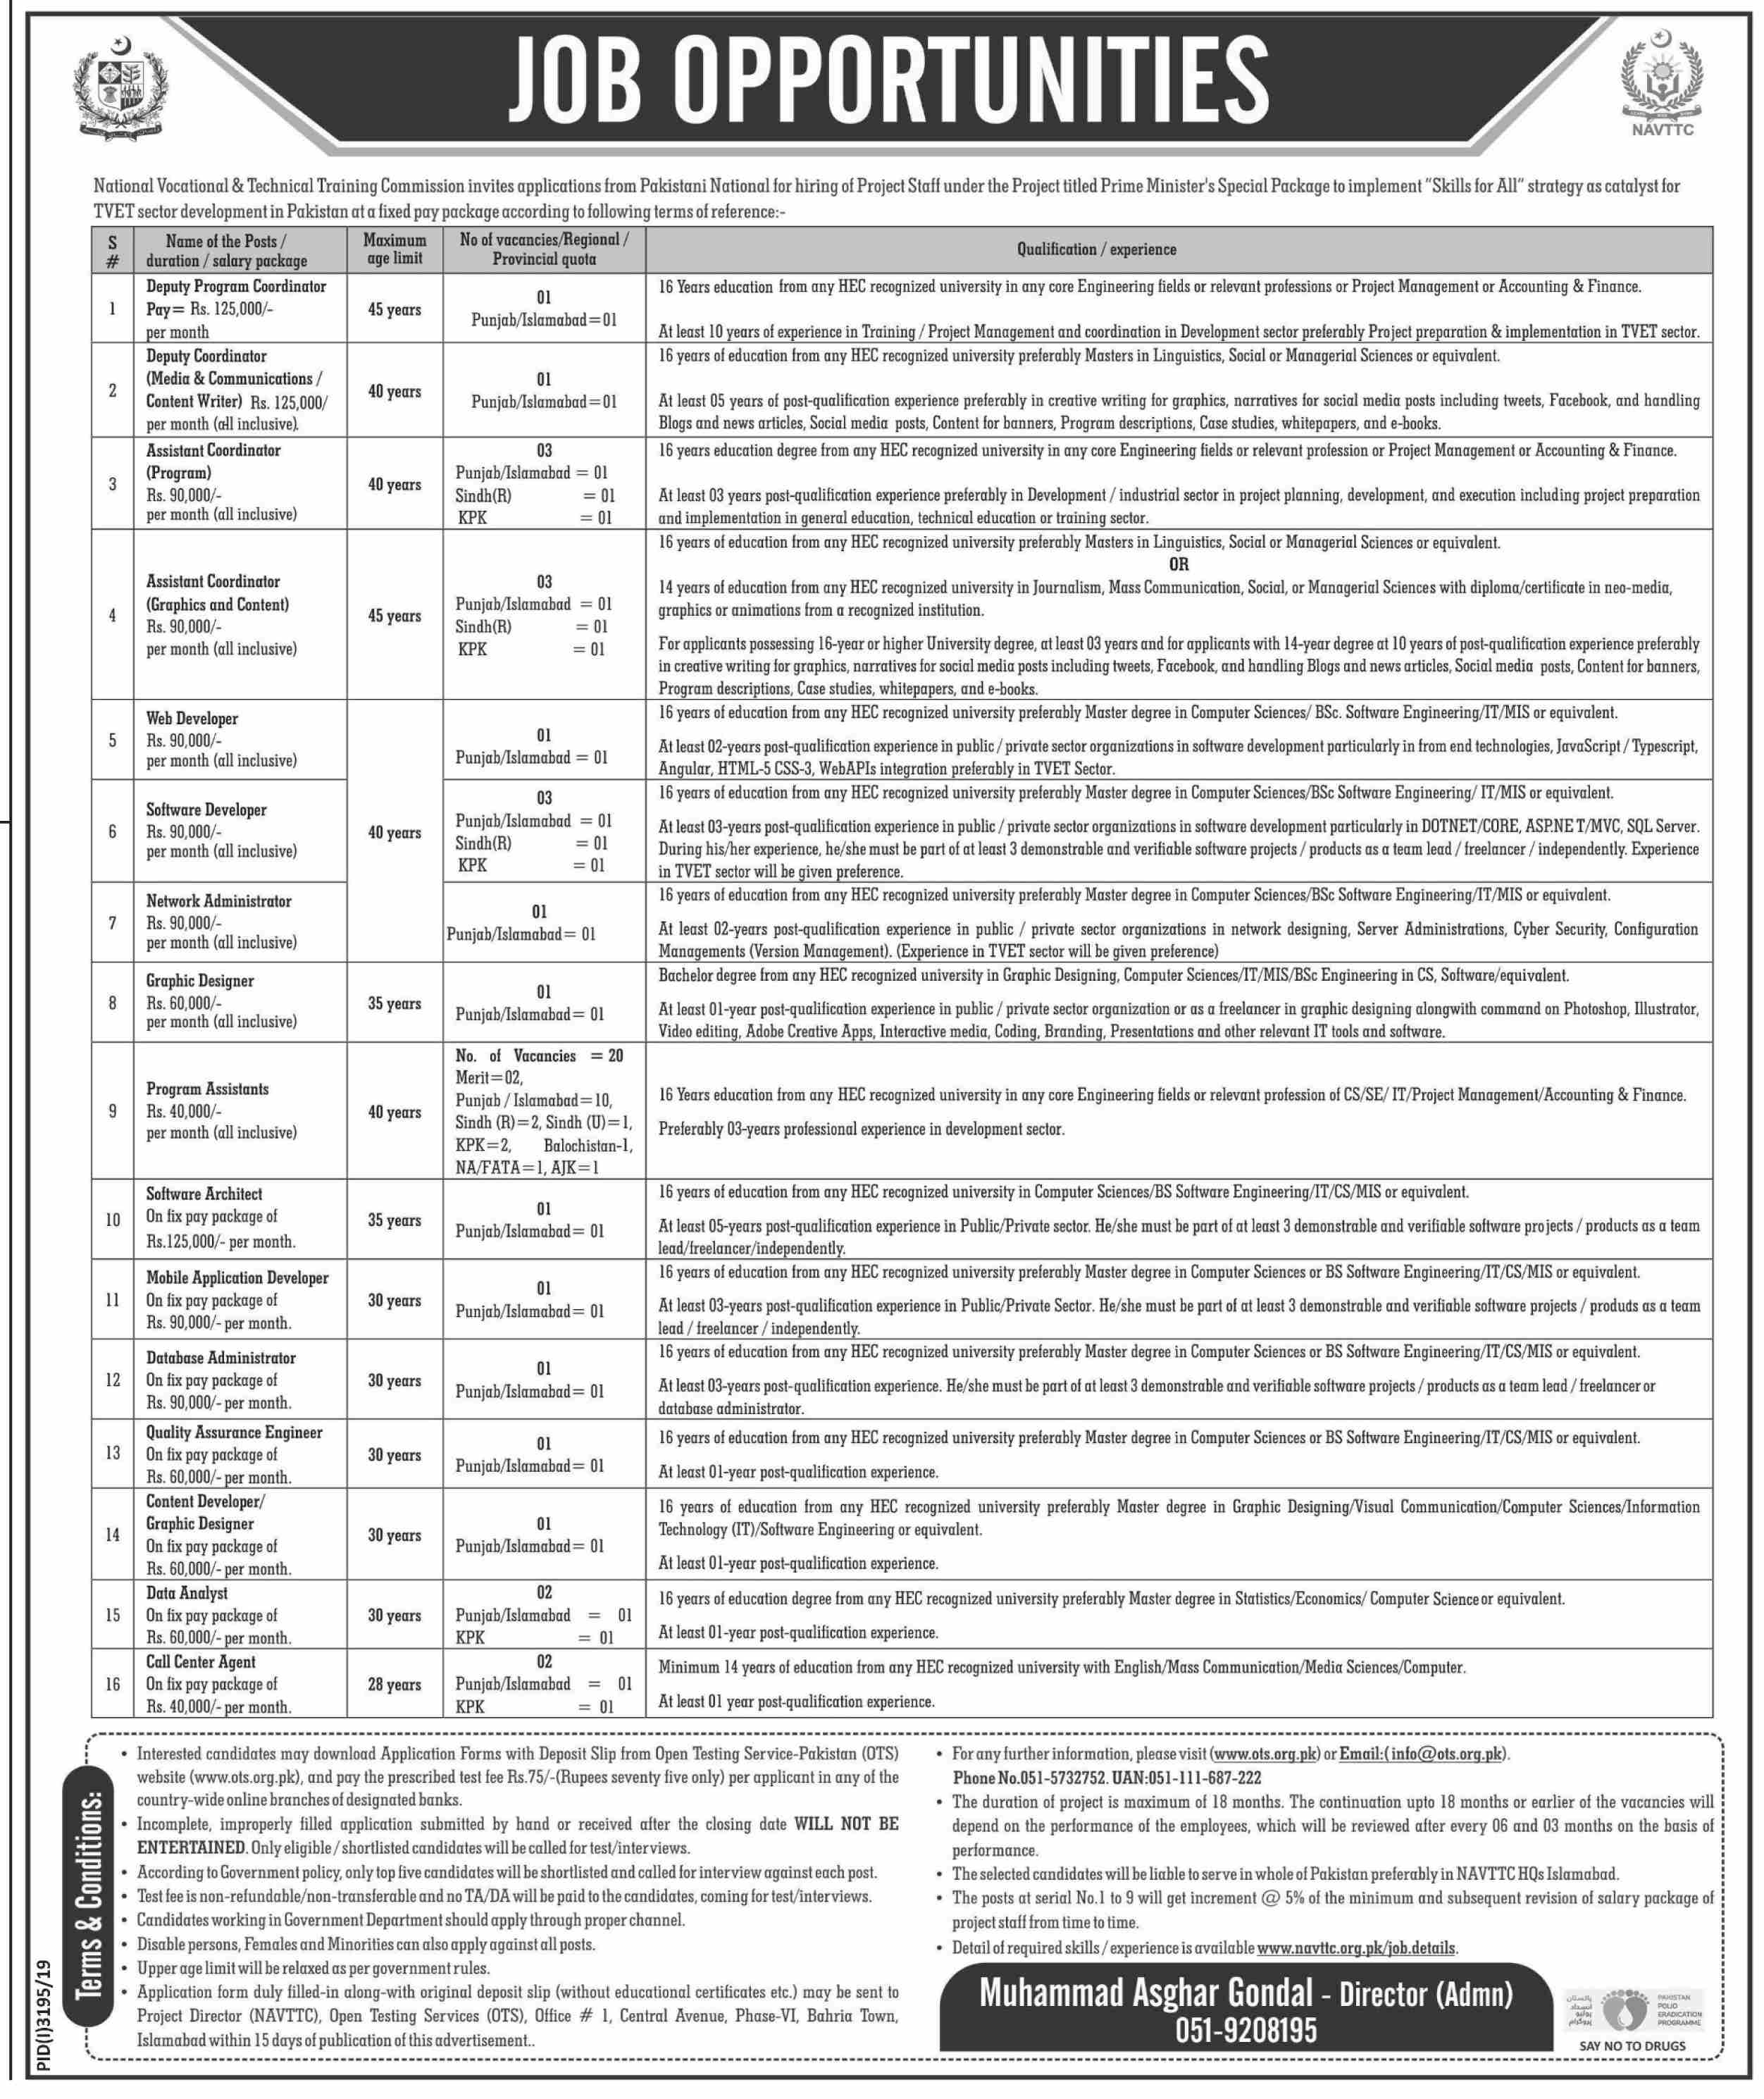 JOB OPPORTUNITIES
NAVTTC
National Vocational & Technical Training Commission invites applications from Pakistani National for hiring of Project Staff under the Project titled Prime Minister's Special Package to implement "Skills for All" strategy as catalyst for
TVET sector development in Pakistan at a fixed pay package according to following terms of reference:-
S #
Name of the Posts / duration / salary package
Maximum age limit
No of vacancies/Regional / Provincial quota
Qualification / experience
1
Deputy Program Coordinator
Pay= Rs. 125,000/-
per month
45 years
01
Punjab/Islamabad=01
16 Years education from any HEC recognized university in any core Engineering fields or relevant professions or Project Management or Accounting & Finance.
At least 10 years of experience in Training / Project Management and coordination in Development sector preferably Project preparation & implementation in TVET sector.
2
Deputy Coordinator
(Media & Communications /
Content Writer) Rs. 125,000/
per month (all inclusive).
40 years
01
Punjab/Islamabad=01
16 years of education from any HEC recognized university preferably Masters in Linguistics, Social or Managerial Sciences or equivalent.
At least 05 years of post-qualification experience preferably in creative writing for graphics, narratives for social media posts including tweets, Facebook, and handling
Blogs and news articles, Social media posts, Content for banners, Program descriptions, Case studies, whitepapers, and e-books.
3
Assistant Coordinator
(Program)
Rs. 90,000/-
per month (all inclusive)
40 years
03
Punjab/Islamabad = 01
Sindh(R) = 01
KPK = 01
16 years education degree from any HEC recognized university in any core Engineering fields or relevant profession or Project Management or Accounting & Finance.
At least 03 years post-qualification experience preferably in Development / industrial sector in project planning, development, and execution including project preparation
and implementation in general education, technical education or training sector.
4
Assistant Coordinator
(Graphics and Content)
Rs. 90,000/-
per month (all inclusive)
45 years
03
Punjab/Islamabad = 01
Sindh(R) = 01
KPK = 01
16 years of education from any HEC recognized university preferably Masters in Linguistics, Social or Managerial Sciences or equivalent.
OR
14 years of education from any HEC recognized university in Journalism, Mass Communication, Social, or Managerial Sciences with diploma/certificate in neo-media,
graphics or animations from a recognized institution.
For applicants possessing 16-year or higher University degree, at least 03 years and for applicants with 14-year degree at 10 years of post-qualification experience preferably
in creative writing for graphics, narratives for social media posts including tweets, Facebook, and handling Blogs and news articles, Social media posts, Content for banners,
Program descriptions, Case studies, whitepapers, and e-books.
5
Web Developer
Rs. 90,000/-
per month (all inclusive)
01
Punjab/Islamabad = 01
16 years of education from any HEC recognized university preferably Master degree in Computer Sciences/ BSc. Software Engineering/IT/MIS or equivalent.
At least 02-years post-qualification experience in public / private sector organizations in software development particularly in from end technologies, JavaScript / Typescript,
Angular, HTML-5 CSS-3, WebAPIs integration preferably in TVET Sector.
6
Software Developer
Rs. 90,000/-
per month (all inclusive)
40 years
03
Punjab/Islamabad = 01
Sindh(R) = 01
KPK = 01
16 years of education from any HEC recognized university preferably Master degree in Computer Sciences/BSc Software Engineering/ IT/MIS or equivalent.
At least 03-years post-qualification experience in public / private sector organizations in software development particularly in DOTNET/CORE, ASP.NE T/MVC, SQL Server.
During his/her experience, he/she must be part of at least 3 demonstrable and verifiable software projects / products as a team lead / freelancer / independently. Experience
in TVET sector will be given preference.
7
Network Administrator
Rs. 90,000/-
per month (all inclusive)
01
Punjab/Islamabad= 01
16 years of education from any HEC recognized university preferably Master degree in Computer Sciences/BSc Software Engineering/IT/MIS or equivalent.
At least 02-years post-qualification experience in public / private sector organizations in network designing, Server Administrations, Cyber Security, Configuration
Managements (Version Management). (Experience in TVET sector will be given preference)
8
Graphic Designer
Rs. 60,000/-
per month (all inclusive)
35 years
01
Punjab/Islamabad= 01
Bachelor degree from any HEC recognized university in Graphic Designing, Computer Sciences/IT/MIS/BSc Engineering in CS, Software/equivalent.
At least 01-year post-qualification experience in public / private sector organization or as a freelancer in graphic designing alongwith command on Photoshop, Illustrator,
Video editing, Adobe Creative Apps, Interactive media, Coding, Branding, Presentations and other relevant IT tools and software.
9
Program Assistants
Rs. 40,000/-
per month (all inclusive)
40 years
No. of Vacancies = 20
Merit=02,
Punjab / Islamabad=10,
Sindh (R)=2, Sindh (U)=1,
KPK=2, Balochistan-1,
NA/FATA=1, AJK=1
16 Years education from any HEC recognized university in any core Engineering fields or relevant profession of CS/SE/ IT/Project Management/Accounting & Finance.
Preferably 03-years professional experience in development sector.
10
Software Architect
On fix pay package of
Rs.125,000/- per month.
35 years
01
Punjab/Islamabad= 01
16 years of education from any HEC recognized university in Computer Sciences/BS Software Engineering/IT/CS/MIS or equivalent.
At least 05-years post-qualification experience in Public/Private sector. He/she must be part of at least 3 demonstrable and verifiable software projects / products as a team
lead/freelancer/independently.
11
Mobile Application Developer
On fix pay package of
Rs. 90,000/- per month.
30 years
01
Punjab/Islamabad= 01
16 years of education from any HEC recognized university preferably Master degree in Computer Sciences or BS Software Engineering/IT/CS/MIS or equivalent.
At least 03-years post-qualification experience in Public/Private Sector. He/she must be part of at least 3 demonstrable and verifiable software projects / produds as a team
lead / freelancer / independently.
12
Database Administrator
On fix pay package of
Rs. 90,000/- per month.
30 years
01
Punjab/Islamabad= 01
16 years of education from any HEC recognized university preferably Master degree in Computer Sciences or BS Software Engineering/IT/CS/MIS or equivalent.
At least 03-years post-qualification experience. He/she must be part of at least 3 demonstrable and verifiable software projects / products as a team lead / freelancer or
database administrator.
13
Quality Assurance Engineer
On fix pay package of
Rs. 60,000/- per month.
30 years
01
Punjab/Islamabad= 01
16 years of education from any HEC recognized university preferably Master degree in Computer Sciences or BS Software Engineering/IT/CS/MIS or equivalent.
At least 01-year post-qualification experience.
14
Content Developer/
Graphic Designer
On fix pay package of
Rs. 60,000/- per month.
30 years
01
Punjab/Islamabad= 01
16 years of education from any HEC recognized university preferably Master degree in Graphic Designing/Visual Communication/Computer Sciences/Information
Technology (IT)/Software Engineering or equivalent.
At least 01-year post-qualification experience.
15
Data Analyst
On fix pay package of
Rs. 60,000/- per month.
30 years
02
Punjab/Islamabad = 01
KPK = 01
16 years of education degree from any HEC recognized university preferably Master degree in Statistics/Economics/ Computer Science or equivalent.
At least 01-year post-qualification experience.
16
Call Center Agent
On fix pay package of
Rs. 40,000/- per month.
28 years
02
Punjab/Islamabad = 01
KPK = 01
Minimum 14 years of education from any HEC recognized university with English/Mass Communication/Media Sciences/Computer.
At least 01 year post-qualification experience.
Terms & Conditions:
• Interested candidates may download Application Forms with Deposit Slip from Open Testing Service-Pakistan (OTS)
website (www.ots.org.pk), and pay the prescribed test fee Rs.75/-(Rupees seventy five only) per applicant in any of the
country-wide online branches of designated banks.
• Incomplete, improperly filled application submitted by hand or received after the closing date WILL NOT BE
ENTERTAINED. Only eligible / shortlisted candidates will be called for test/interviews.
• According to Government policy, only top five candidates will be shortlisted and called for interview against each post.
• Test fee is non-refundable/non-transferable and no TA/DA will be paid to the candidates, coming for test/interviews.
• Candidates working in Government Department should apply through proper channel.
• Disable persons, Females and Minorities can also apply against all posts.
• Upper age limit will be relaxed as per government rules.
• Application form duly filled-in along-with original deposit slip (without educational certificates etc.) may be sent to
Project Director (NAVTTC), Open Testing Services (OTS), Office # 1, Central Avenue, Phase-VI, Bahria Town,
Islamabad within 15 days of publication of this advertisement..
• For any further information, please visit (www.ots.org.pk) or Email:( info@ots.org.pk).
Phone No.051-5732752. UAN:051-111-687-222
• The duration of project is maximum of 18 months. The continuation upto 18 months or earlier of the vacancies will
depend on the performance of the employees, which will be reviewed after every 06 and 03 months on the basis of
performance.
• The selected candidates will be liable to serve in whole of Pakistan preferably in NAVTTC HQs Islamabad.
• The posts at serial No.1 to 9 will get increment @ 5% of the minimum and subsequent revision of salary package of
project staff from time to time.
• Detail of required skills / experience is available www.navttc.org.pk/job.details.
Muhammad Asghar Gondal - Director (Admn)
051-9208195
PAKISTAN
POLIO
ERADICATION
PROGRAMME
SAY NO TO DRUGS
PID(I)3195/19